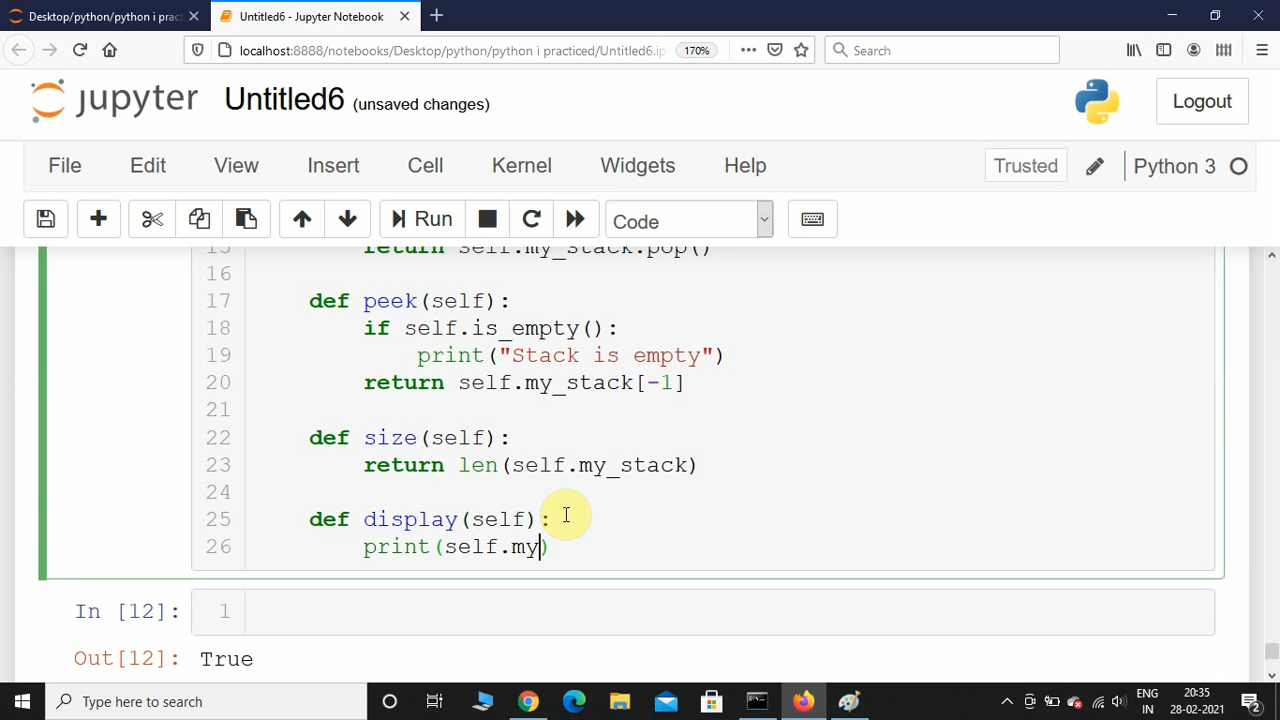 Desktop/python/python i prac
Untitled6 - Jupyter Notebook
localhost:8888/notebooks/Desktop/python/python i practiced/Untitled6.ip
170%
Search
jupyter Untitled6 (unsaved changes)
Logout
File Edit View Insert Cell Kernel Widgets Help
Trusted
Python 3
Run
Code
15 return self.my_stack.pop()
16
17 def peek(self):
18 if self.is_empty():
19 print("Stack is empty")
20 return self.my_stack[-1]
21
22 def size(self):
23 return len(self.my_stack)
24
25 def display(self):
26 print(self.my)
In [12]: 1
Out[12]: True
Type here to search
ENG
IN
20:35
28-02-2021
2